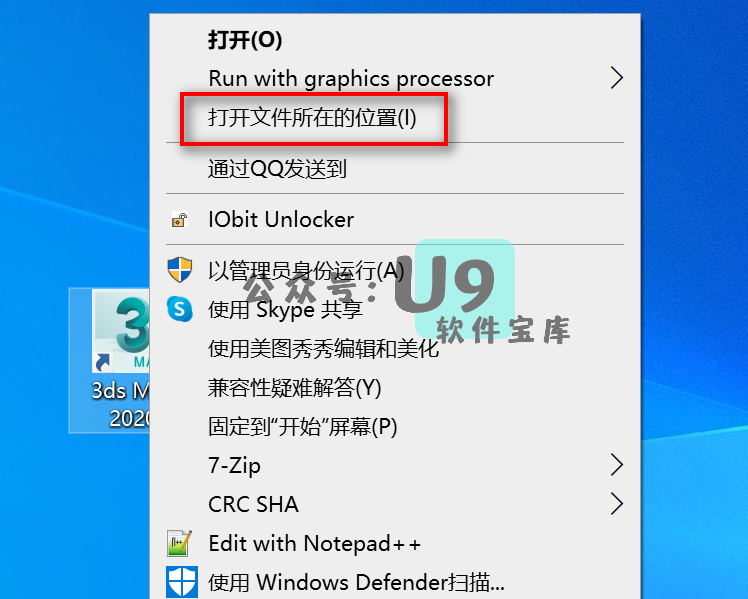 打开(O)
Run with graphics processor
打开文件所在的位置(I)
通过QQ发送到
IObit Unlocker
以管理员身份运行(A)
公众号:U9
软件宝库
使用 Skype 共享
使用美图秀秀编辑和美化
兼容性疑难解答(Y)
固定到“开始”屏幕(P)
7-Zip
CRC SHA
Edit with Notepad++
使用 Windows Defender扫描...
3
MA
3ds M
2020